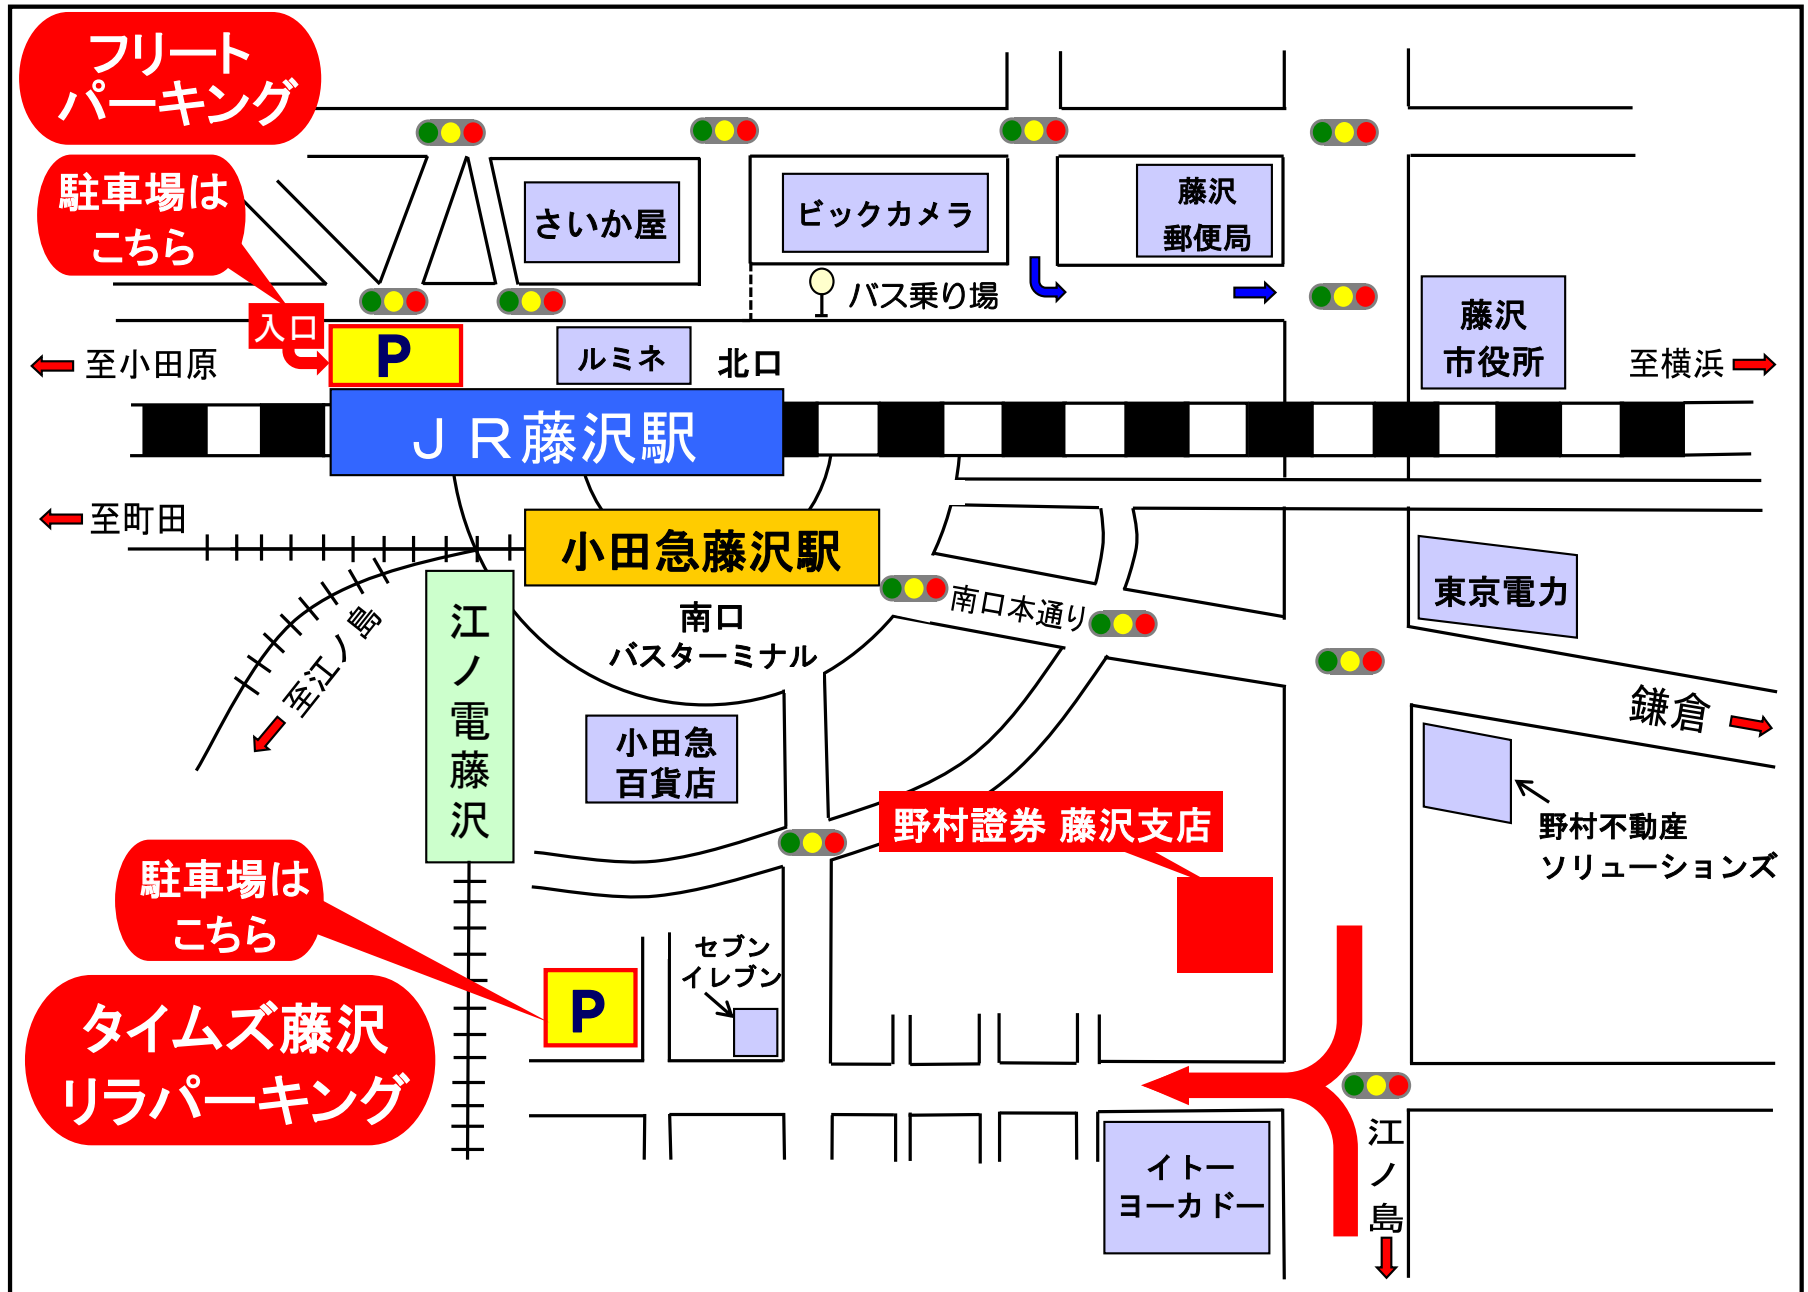 フリート
パーキング
駐車場は
こちら
さいか屋
ビックカメラ
藤沢
郵便局
バス乗り場
入口
P
ルミネ
北口
藤沢
市役所
至小田原
至横浜
ＪＲ藤沢駅
至町田
小田急藤沢駅
南口
バスターミナル
南口本通り
東京電力
至江ノ島
江ノ電藤沢
小田急
百貨店
鎌倉
野村證券 藤沢支店
野村不動産
ソリューションズ
駐車場は
こちら
セブン
イレブン
P
タイムズ藤沢
リラパーキング
イトー
ヨーカドー
江ノ島